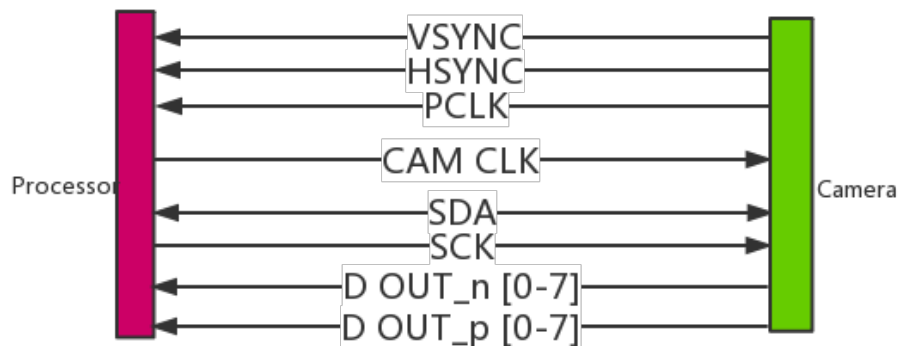 VSYNC
HSYNC
PCLK
CAM CLK
Processor
Camera
SDA
SCK
D OUT_n [0-7]
D OUT_p [0-7]